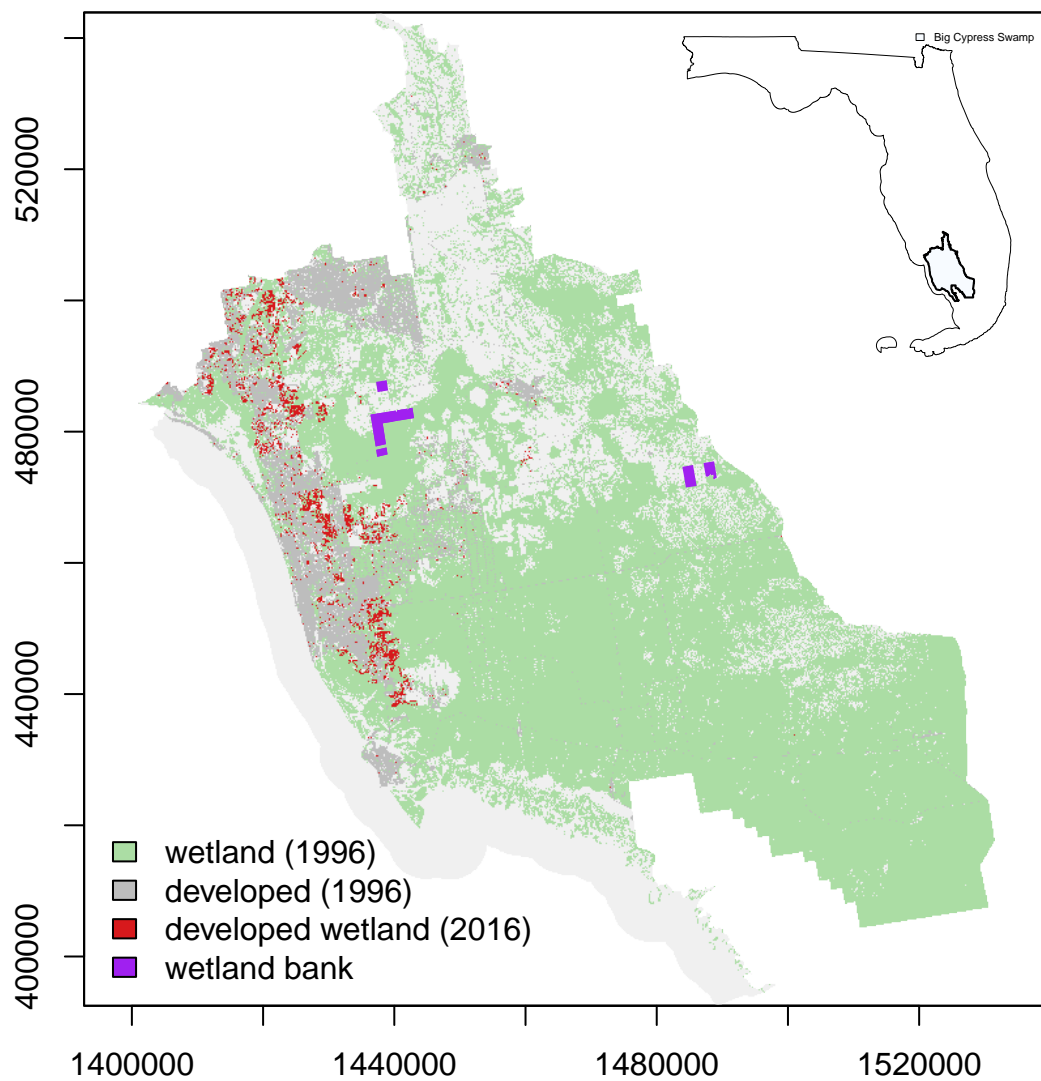 Big Cypress Swamp
520000
480000
440000
400000
wetland (1996)
developed (1996)
developed wetland (2016)
wetland bank
1400000 1440000 1480000 1520000